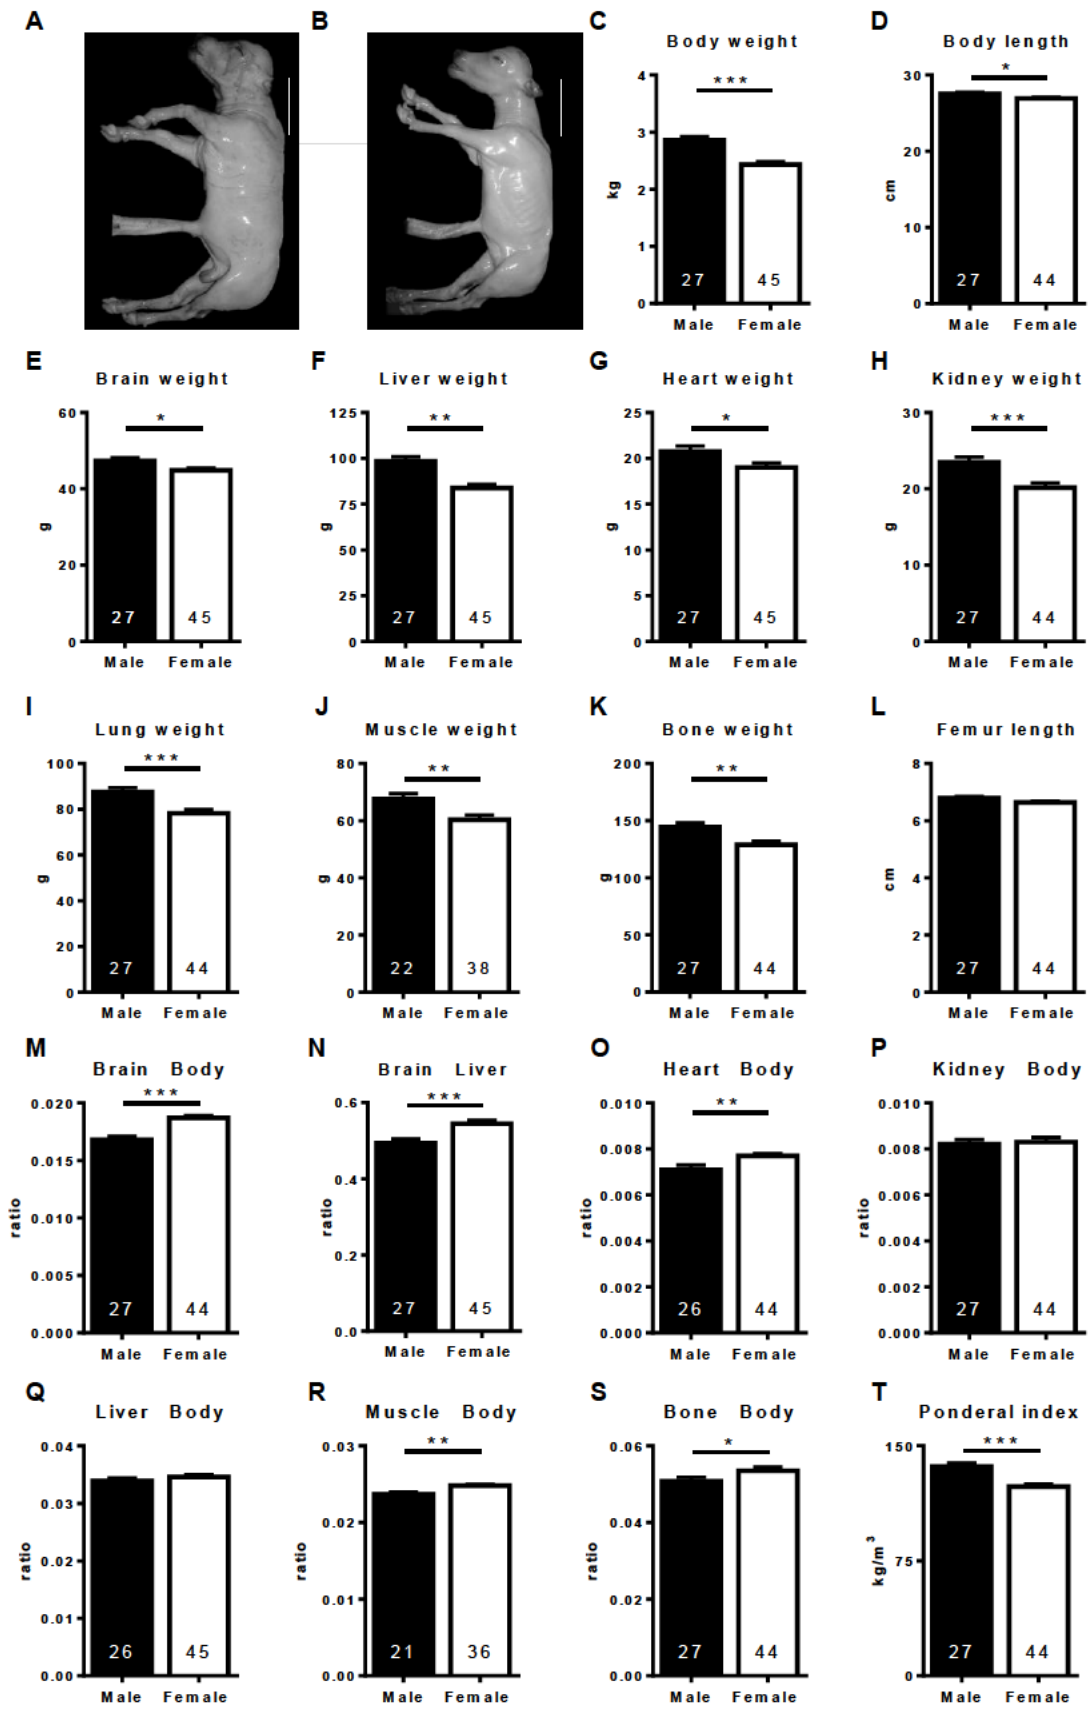 A B C D
Body weight Body length
*** *
4 30
3
20
2
kg cm
10
1
27 45 27 44
0 0
Male Female Male Female
E F G H
Brain weight Liver weight Heart weight Kidney weight
* ** * ***
60 125 25 30
100 20
40 75 15 20
g g g g
50 10
20 10
25 5
27 45 27 45 27 45 27 44
0 0 0 0
Male Female Male Female Male Female Male Female
I J K L
Lung weight Muscle weight Bone weight Femur length
*** ** **
100 80 200 8
80
60 150 6
60
g g 40 g 100 cm 4
40
20 50 2
20
27 44 22 38 27 44 27 44
0 0 0 0
Male Female Male Female Male Female Male Female
M N O P
Brain Body Brain Liver Heart Body Kidney Body
*** *** **
0.020 0.6 0.010 0.010
0.015 0.008 0.008
0.4
0.006 0.006
ratio 0.010 ratio ratio ratio
0.004 0.004
0.2
0.005 0.002 0.002
27 44 27 45 26 44 27 44
0.000 0.0 0.000 0.000
Male Female Male Female Male Female Male Female
Q R S T
Liver Body Muscle Body Bone Body Ponderal index
** * ***
0.04 0.03 0.06 150
0.03
0.02 0.04
ratio 0.02 ratio ratio kg/m³ 75
0.01 0.02
0.01
26 45 21 36 27 44 27 44
0.00 0.00 0.00 0
Male Female Male Female Male Female Male Female